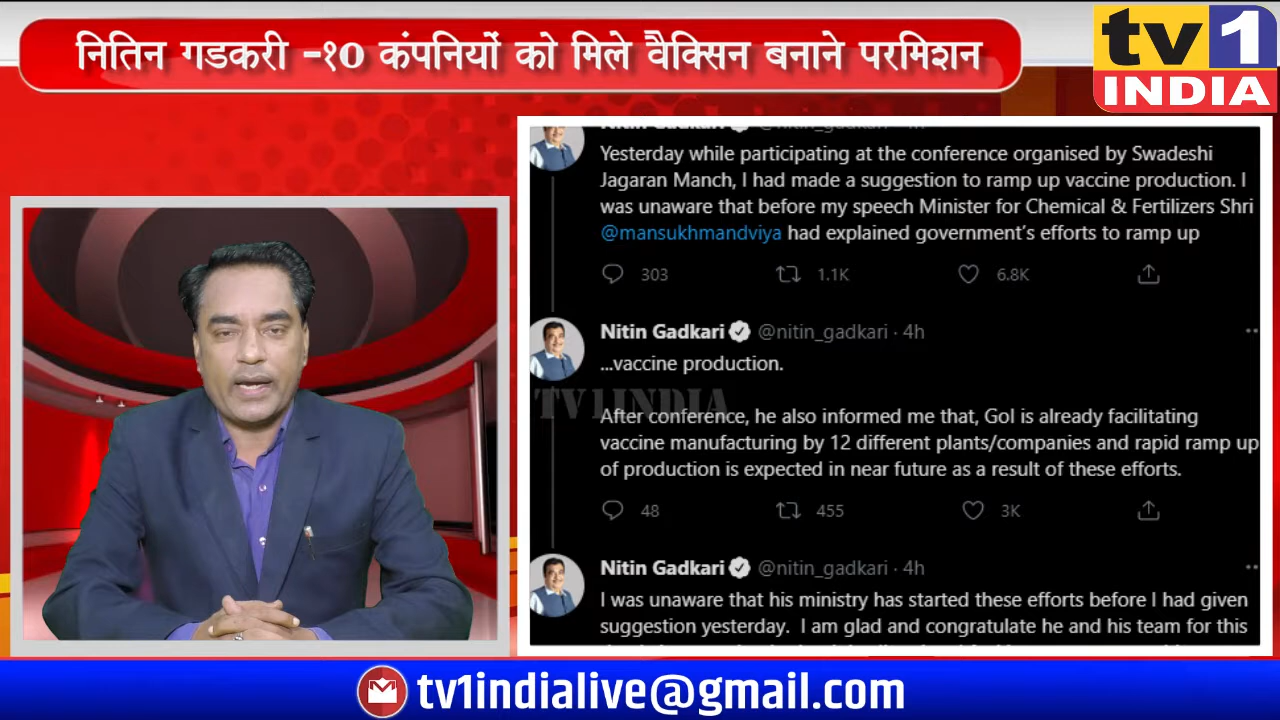 नितिन गडकरी -१0 कंपनियों को मिले वैक्सिन बनाने परमिशन
tv1
INDIA
Nitin Gadkari @nitin_gadkari · 4h
Yesterday while participating at the conference organised by Swadeshi
Jagaran Manch, I had made a suggestion to ramp up vaccine production. I
was unaware that before my speech Minister for Chemical & Fertilizers Shri
@mansukhmandviya had explained government's efforts to ramp up
303 1.1K 6.8K
Nitin Gadkari @nitin_gadkari · 4h
...vaccine production.
TV1INDIA
After conference, he also informed me that, GoI is already facilitating
vaccine manufacturing by 12 different plants/companies and rapid ramp up
of production is expected in near future as a result of these efforts.
48 455 3K
Nitin Gadkari @nitin_gadkari · 4h
I was unaware that his ministry has started these efforts before I had given
suggestion yesterday. I am glad and congratulate he and his team for this
tv1indialive@gmail.com